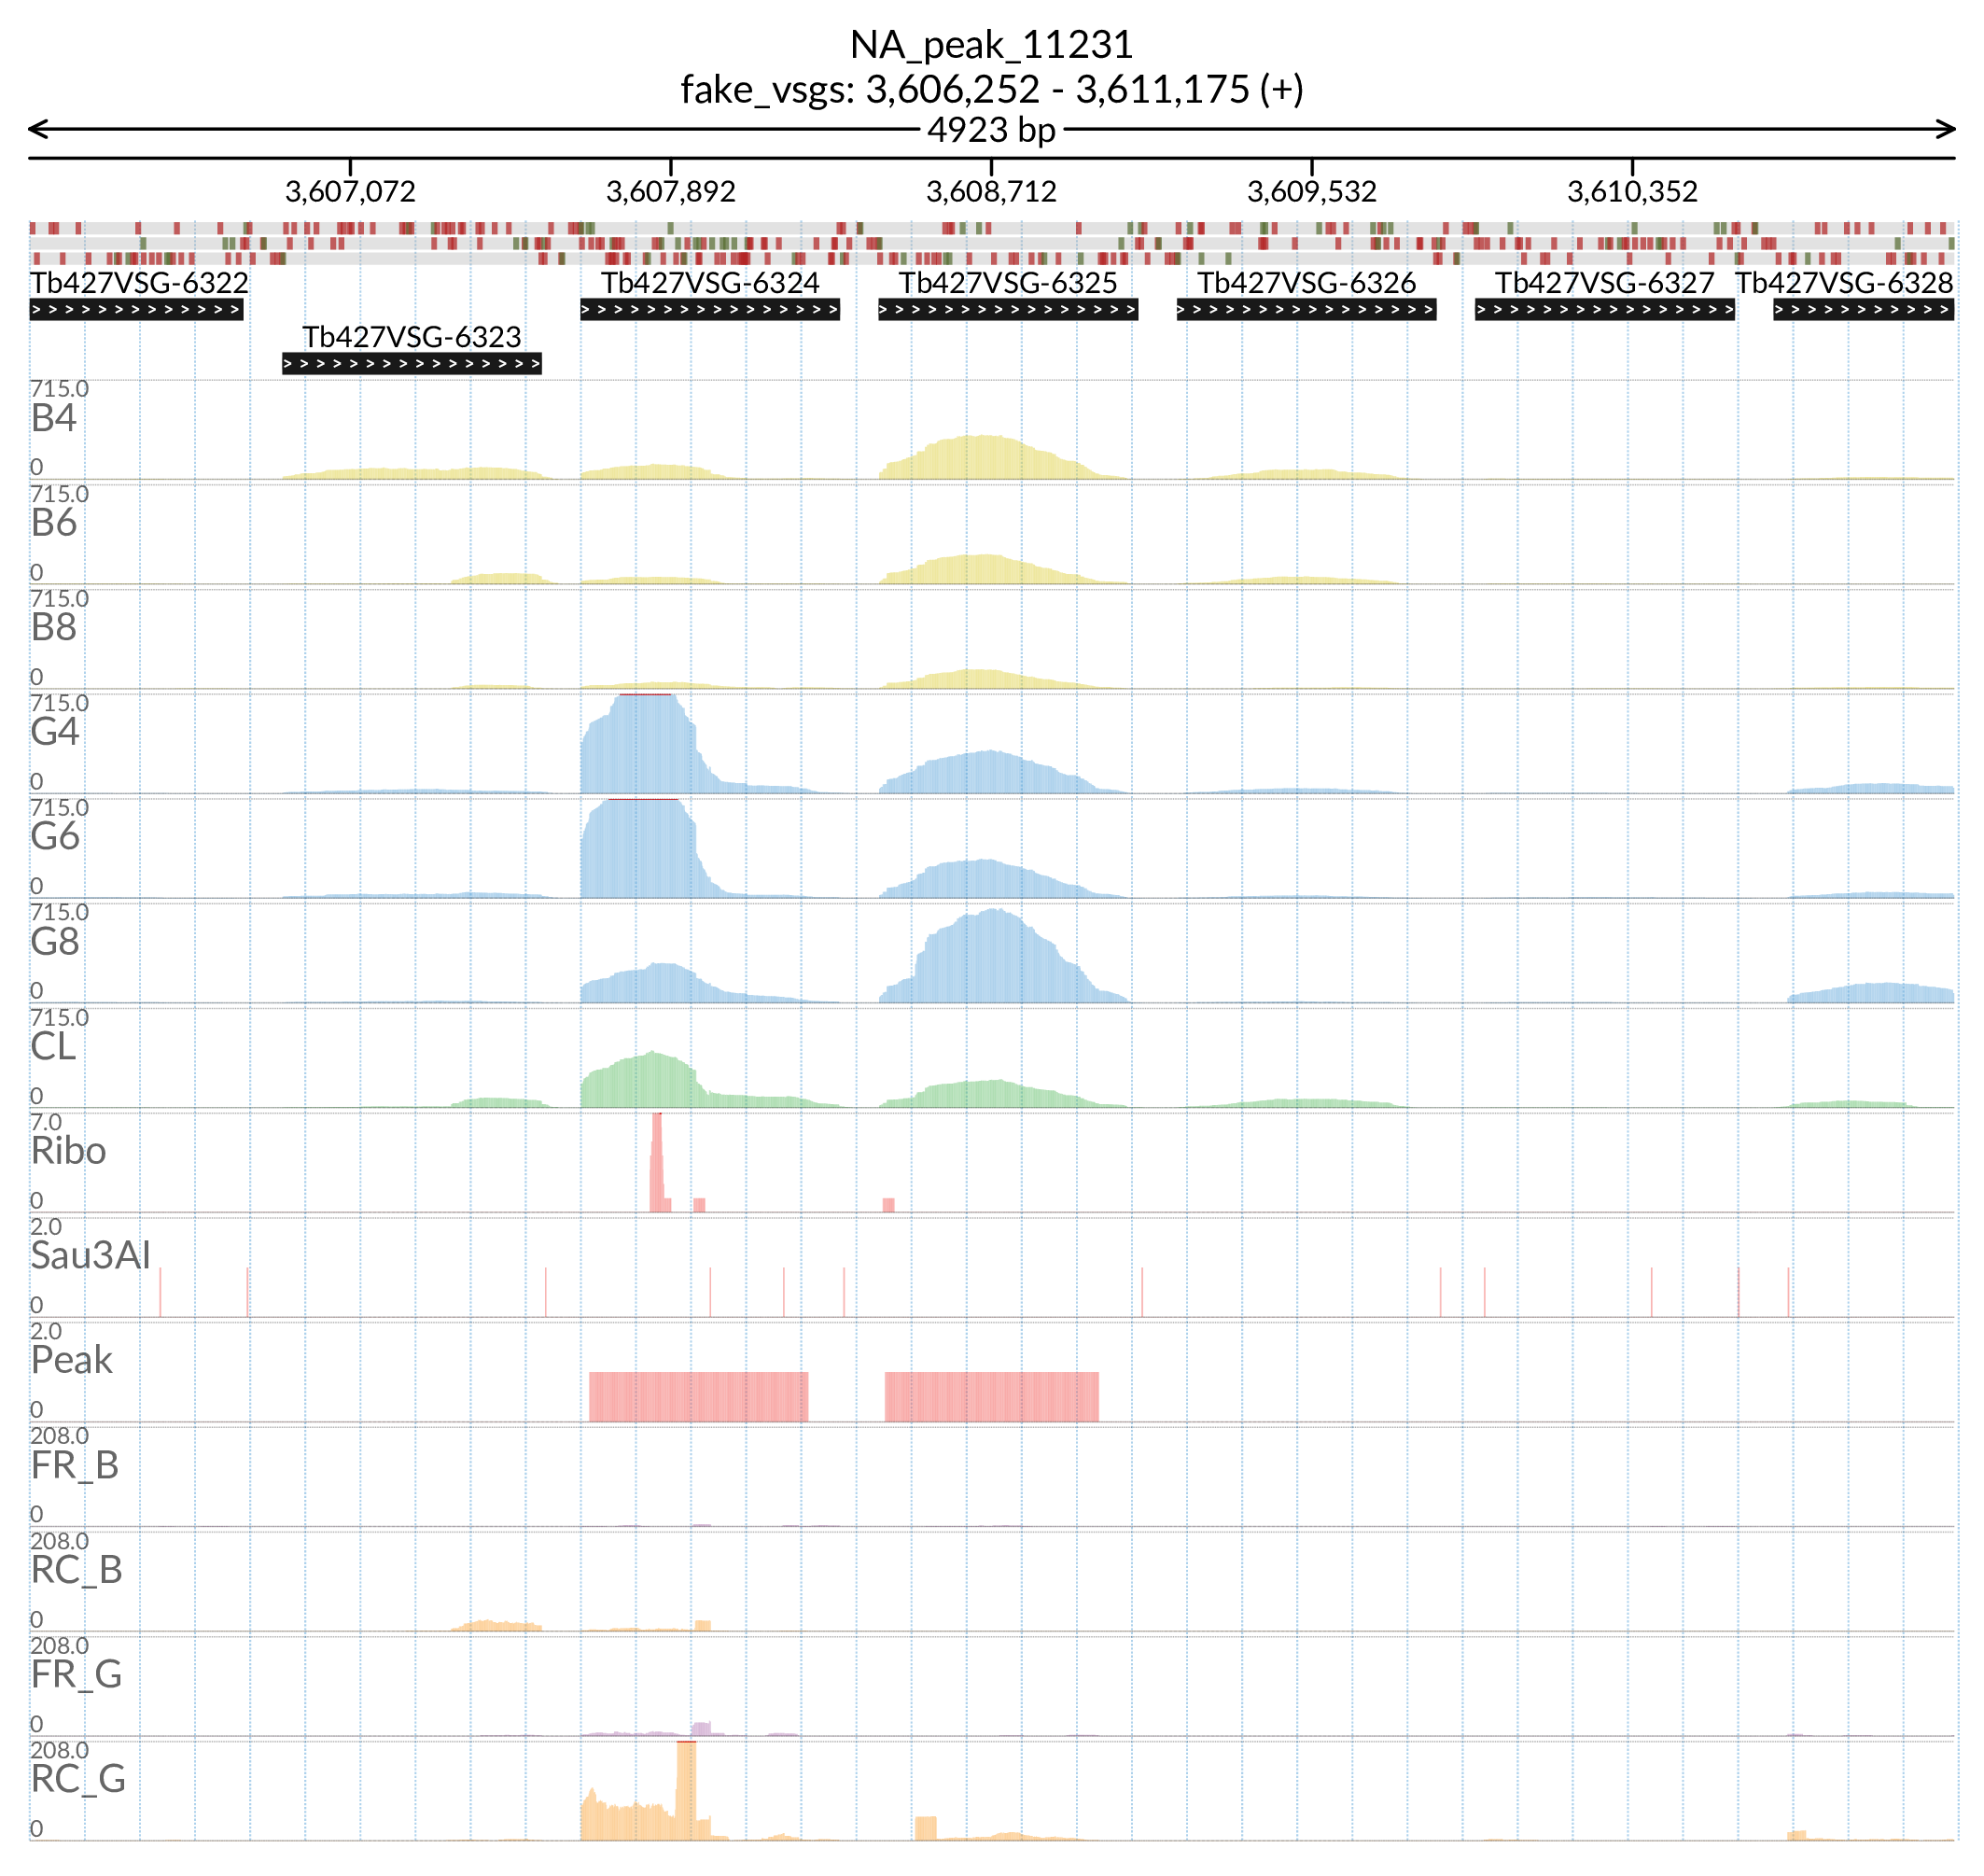 NA_peak_11231
fake_vsgs: 3,606,252 - 3,611,175 (+)
4923 bp
3,607,072 3,607,892 3,608,712 3,609,532 3,610,352
Tb427VSG-6322 Tb427VSG-6324 Tb427VSG-6325 Tb427VSG-6326 Tb427VSG-6327 Tb427VSG-6328
Tb427VSG-6323
715.0
B4
0
715.0
B6
0
715.0
B8
0
715.0
G4
0
715.0
G6
0
715.0
G8
0
715.0
CL
0
7.0
Ribo
0
2.0
Sau3AI
0
2.0
Peak
0
208.0
FR_B
0
208.0
RC_B
0
208.0
FR_G
0
208.0
RC_G
0